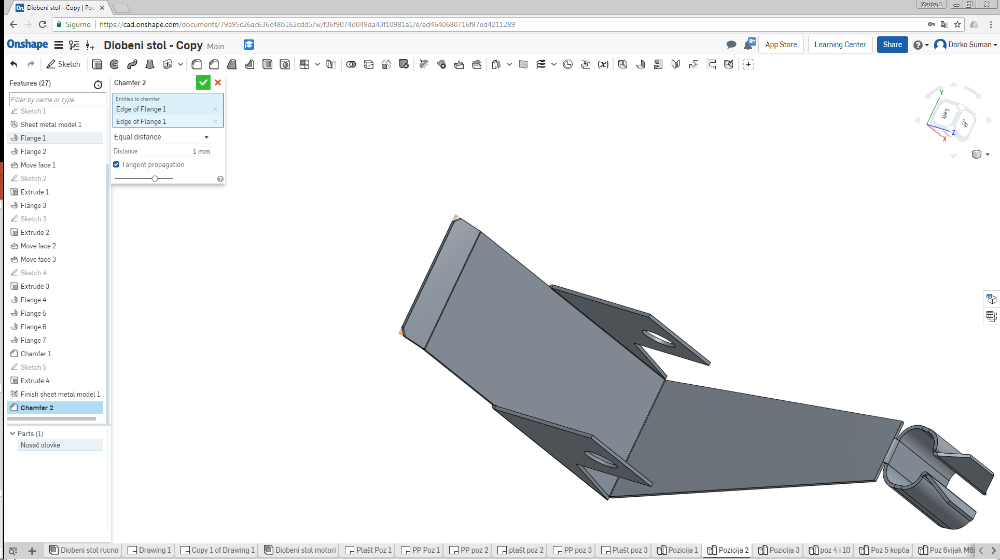 Diobeni stol - Copy | Poz
Osoba 1
Sigurno
https://cad.onshape.com/documents/79a95c26ac636c48b162cdd5/w/f36f9074d049da43f10981a1/e/ed4640680716f87ed4211289
Onshape
Diobeni stol - Copy Main
9+
App Store
Learning Center
Share
Darko Suman
Sketch
(x)
Features (27)
Filter by name or type
Sketch 1
Sheet metal model 1
Flange 1
Flange 2
Move face 1
Sketch 2
Extrude 1
Flange 3
Sketch 3
Extrude 2
Move face 2
Move face 3
Sketch 4
Extrude 3
Flange 4
Flange 5
Flange 6
Flange 7
Chamfer 1
Sketch 5
Extrude 4
Finish sheet metal model 1
Chamfer 2
Parts (1)
Nosač olovke
Chamfer 2
Entities to chamfer
Edge of Flange 1
Edge of Flange 1
Equal distance
Distance 1 mm
Tangent propagation
Y
Left
Top
Z
X
Diobeni stol rucno
Drawing 1
Copy 1 of Drawing 1
Diobeni stol motori
Plašt Poz 1
PP Poz 1
PP poz 2
plašt poz 2
PP poz 3
Plašt poz 3
Pozicija 1
Pozicija 2
Pozicija 3
poz 4 i 10
Poz 5 kopča
Poz 6vijak M6x